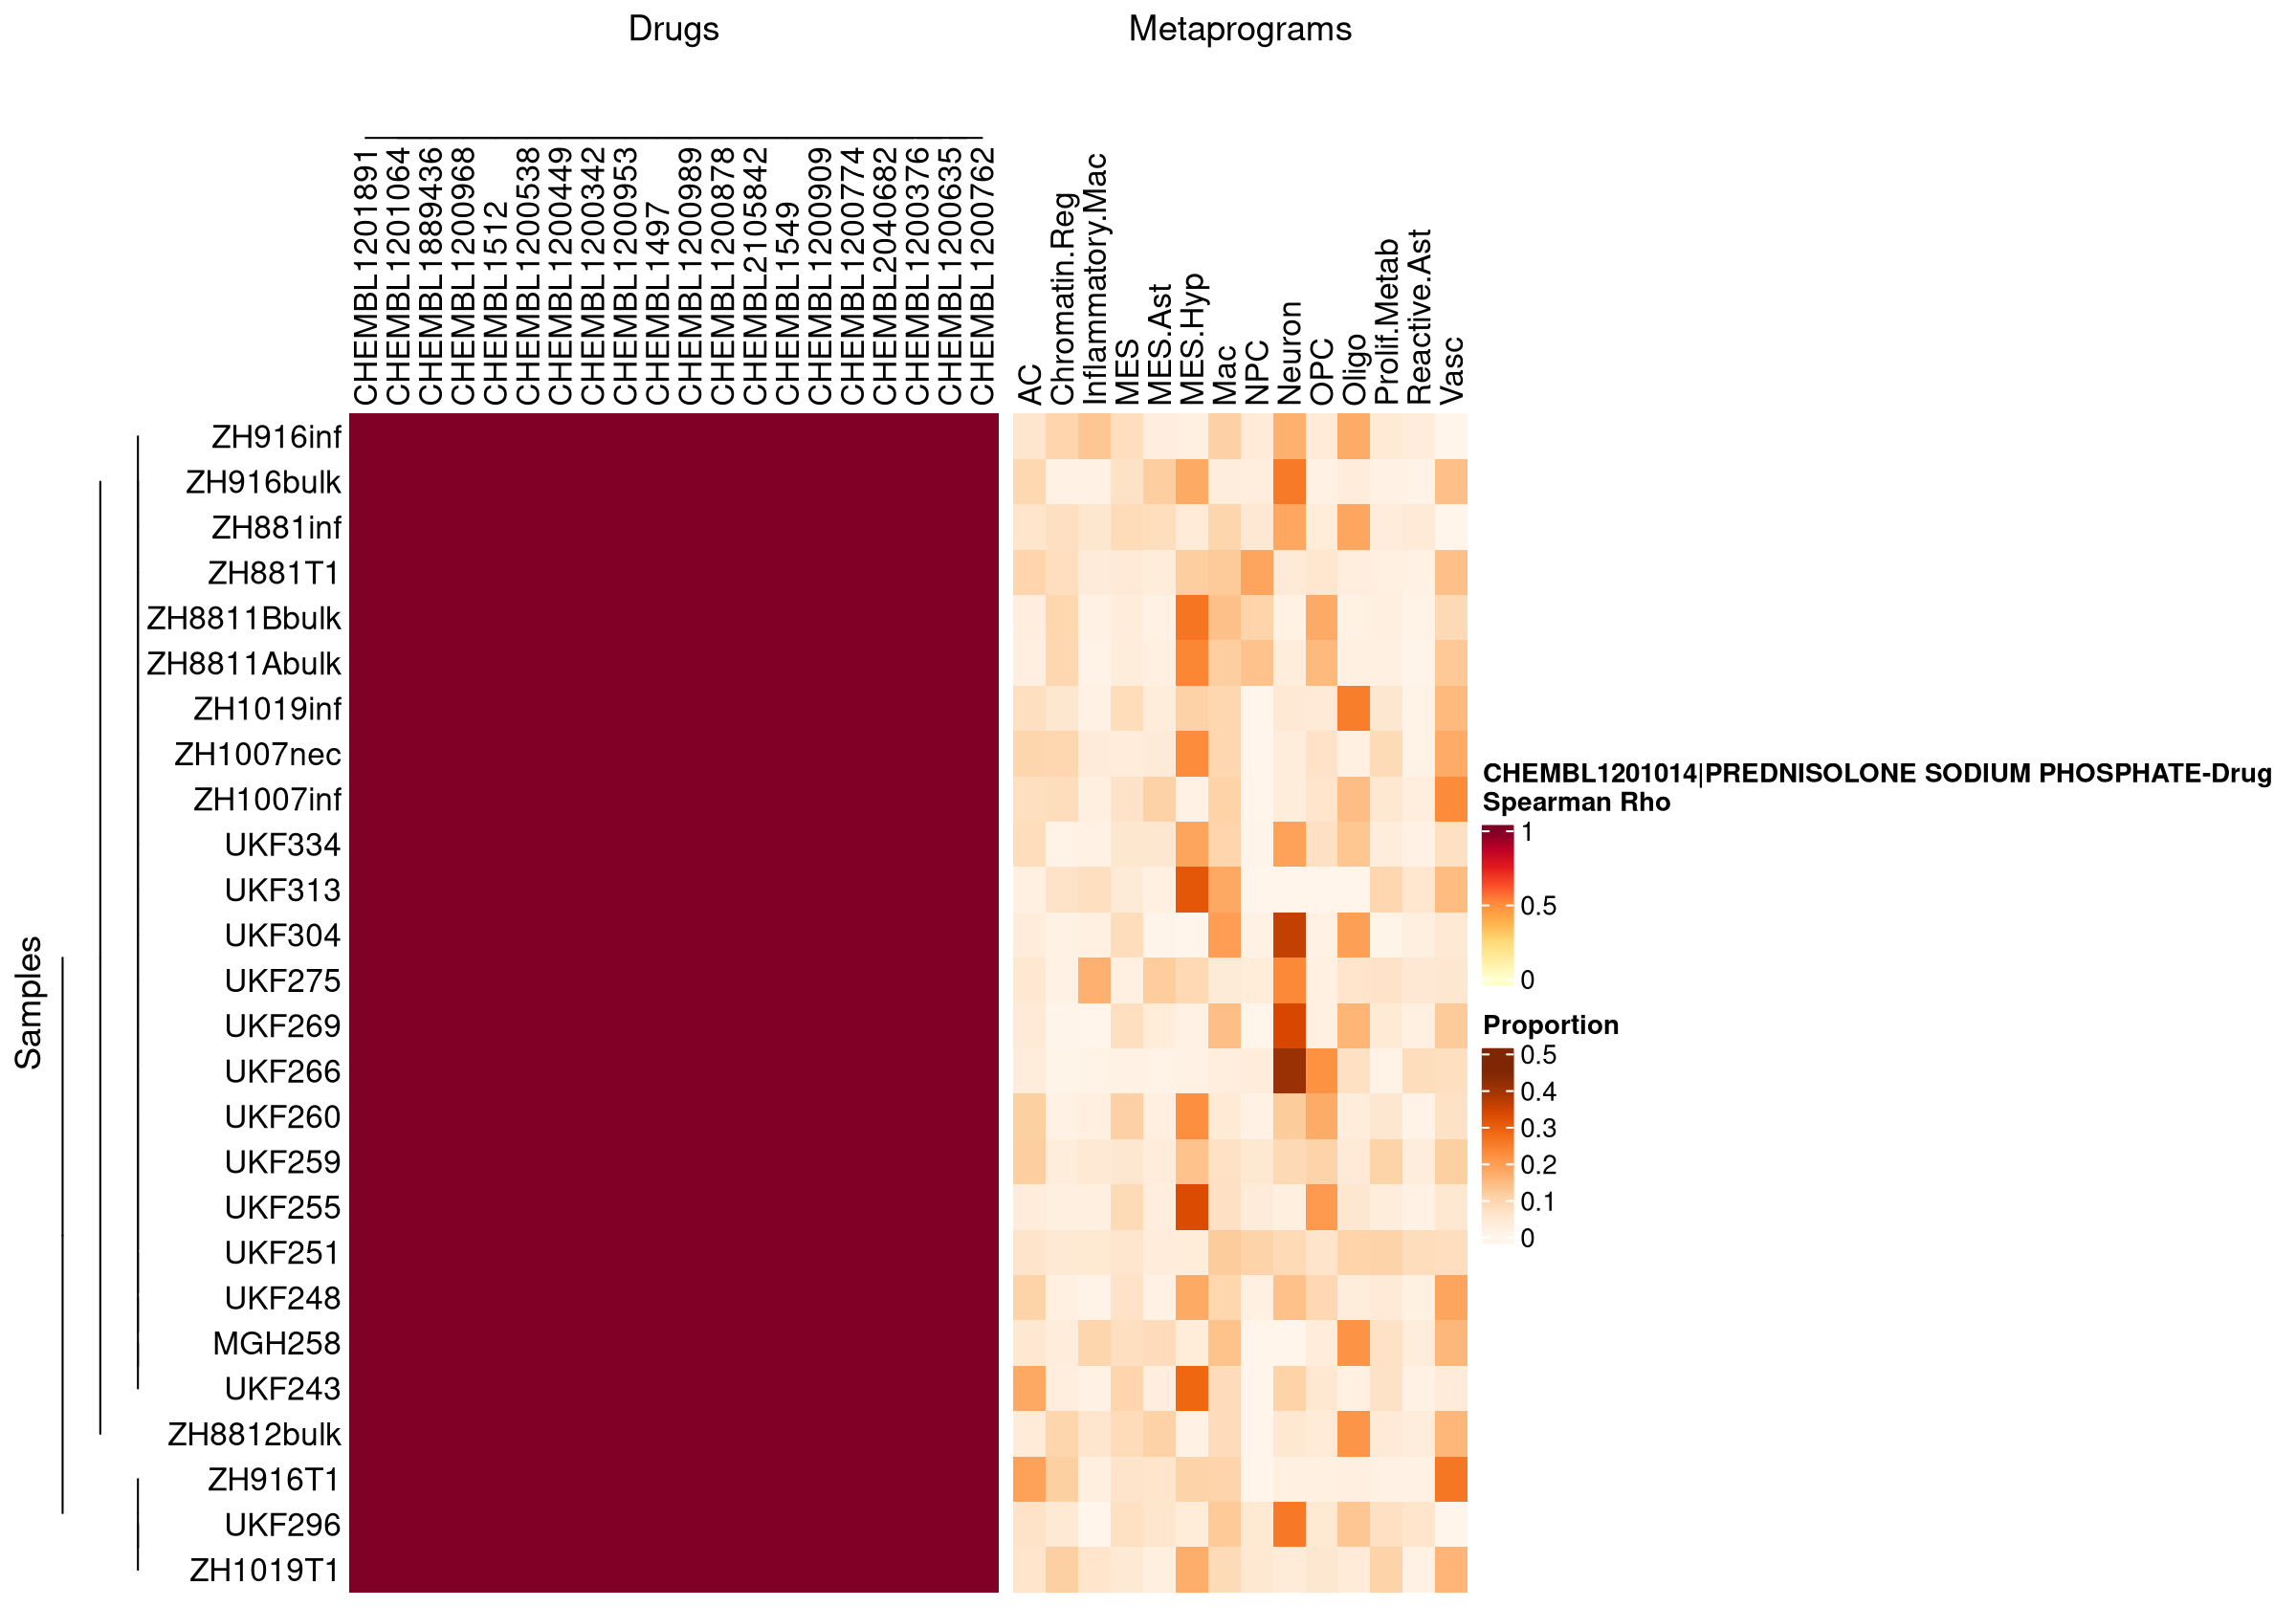 Drugs
Metaprograms
CHEMBL1201891
CHEMBL1201064
CHEMBL1889436
CHEMBL1200968
CHEMBL1512
CHEMBL1200538
CHEMBL1200449
CHEMBL1200342
CHEMBL1200953
CHEMBL1497
CHEMBL1200989
CHEMBL1200878
CHEMBL2105842
CHEMBL1549
CHEMBL1200909
CHEMBL1200774
CHEMBL2040682
CHEMBL1200376
CHEMBL1200635
CHEMBL1200762
AC
Chromatin.Reg
Inflammatory.Mac
MES
MES.Ast
MES.Hyp
Mac
NPC
Neuron
OPC
Oligo
Prolif.Metab
Reactive.Ast
Vasc
Samples
ZH916inf
ZH916bulk
ZH881inf
ZH881T1
ZH8811Bbulk
ZH8811Abulk
ZH1019inf
ZH1007nec
ZH1007inf
UKF334
UKF313
UKF304
UKF275
UKF269
UKF266
UKF260
UKF259
UKF255
UKF251
UKF248
MGH258
UKF243
ZH8812bulk
ZH916T1
UKF296
ZH1019T1
CHEMBL1201014|PREDNISOLONE SODIUM PHOSPHATE-Drug
Spearman Rho
1
0.5
0
Proportion
0.5
0.4
0.3
0.2
0.1
0